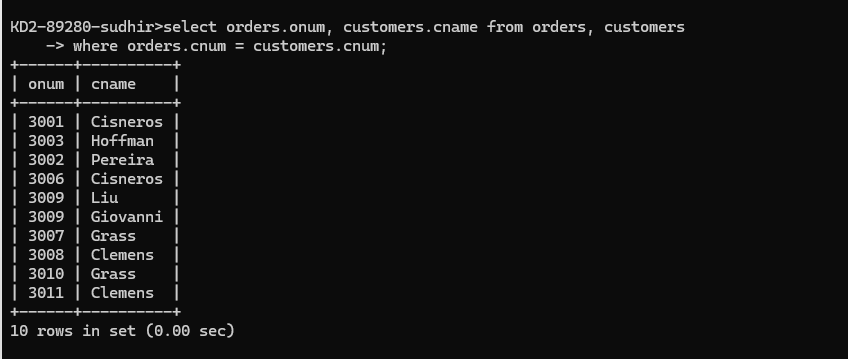 KD2-89280-sudhir>select orders.onum, customers.cname from orders, customers
    -> where orders.cnum = customers.cnum;
+------+----------+
| onum | cname    |
+------+----------+
| 3001 | Cisneros |
| 3003 | Hoffman  |
| 3002 | Pereira  |
| 3006 | Cisneros |
| 3009 | Liu      |
| 3009 | Giovanni |
| 3007 | Grass    |
| 3008 | Clemens  |
| 3010 | Grass    |
| 3011 | Clemens  |
+------+----------+
10 rows in set (0.00 sec)